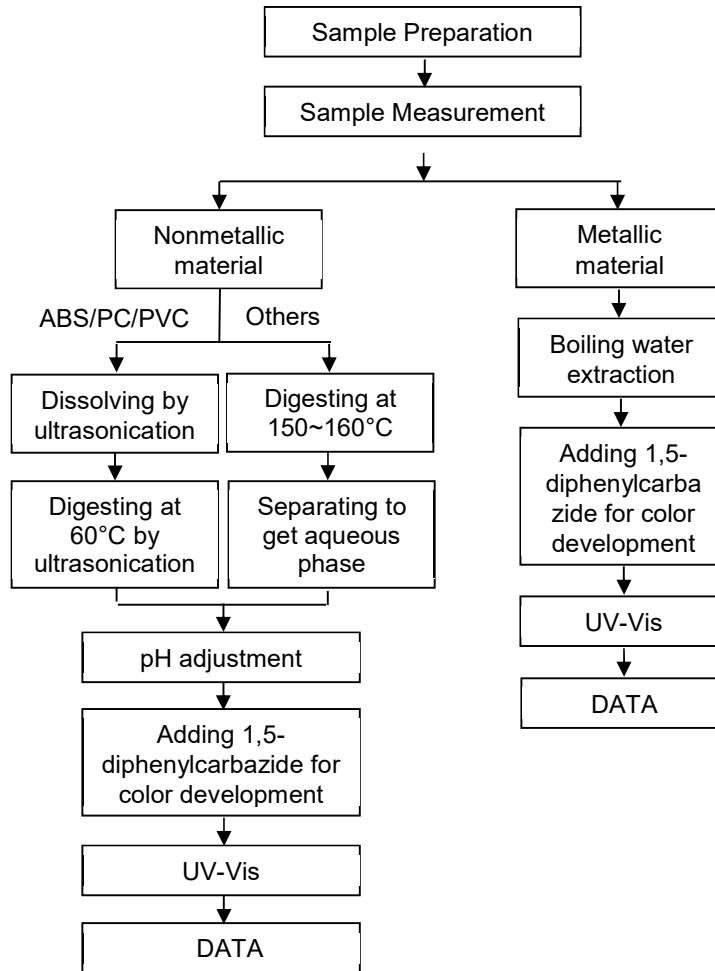 Sample Preparation
Sample Measurement
Nonmetallic
material
Metallic
material
ABS/PC/PVC
Others
Boiling water
extraction
Dissolving by
ultrasonication
Digesting at
150~160°C
Adding 1,5-
diphenylcarba
zide for color
development
Digesting at
60°C by
ultrasonication
Separating to
get aqueous
phase
UV-Vis
pH adjustment
DATA
Adding 1,5-
diphenylcarbazide for
color development
UV-Vis
DATA